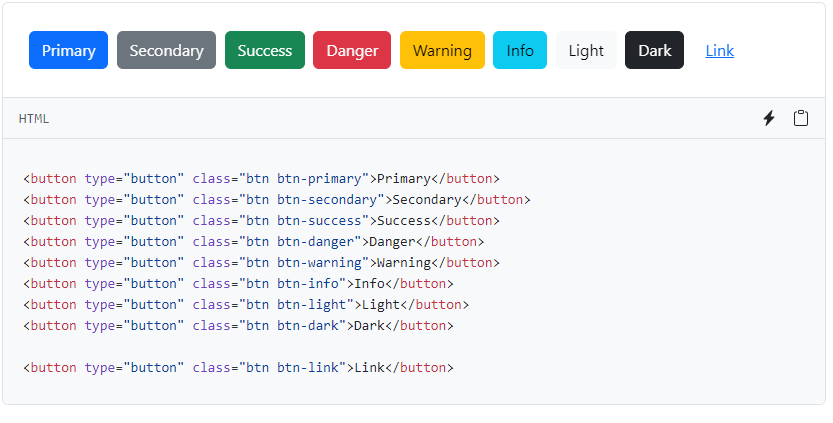 Primary Secondary Success Danger Warning Info Light Dark Link
HTML
<button type="button" class="btn btn-primary">Primary</button>
<button type="button" class="btn btn-secondary">Secondary</button>
<button type="button" class="btn btn-success">Success</button>
<button type="button" class="btn btn-danger">Danger</button>
<button type="button" class="btn btn-warning">Warning</button>
<button type="button" class="btn btn-info">Info</button>
<button type="button" class="btn btn-light">Light</button>
<button type="button" class="btn btn-dark">Dark</button>
<button type="button" class="btn btn-link">Link</button>